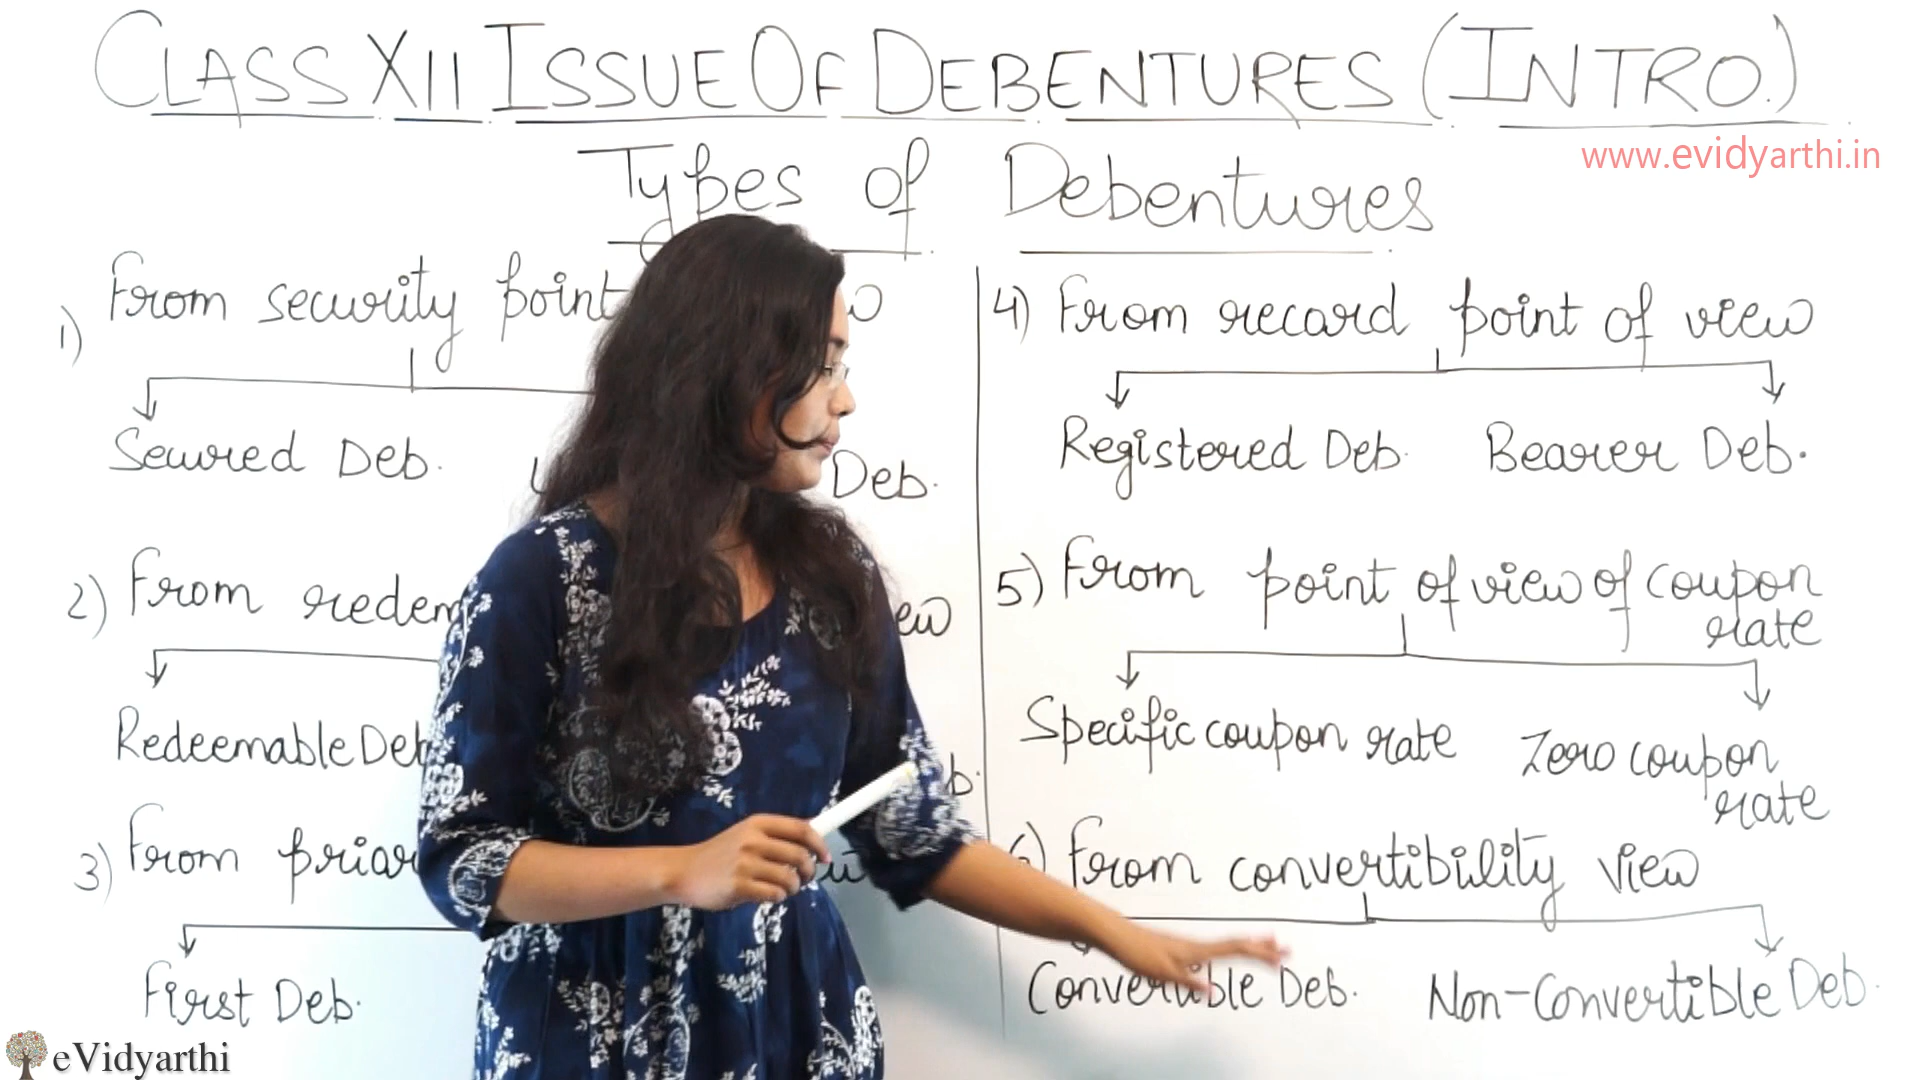 CLASS XII ISSUE OF DEBENTURES (INTRO.)
www.evidyarthi.in
Types of Debentures
1) From security point
Secured Deb.
Deb.
2) From
Redeemable Deb
3) From
First Deb.
4) From record point of view
Registered Deb. Bearer Deb.
5) From point of view of coupon
rate
Specific coupon rate Zero coupon
rate
From convertibility view
Convertible Deb. Non-Convertible Deb.
eVidyarthi